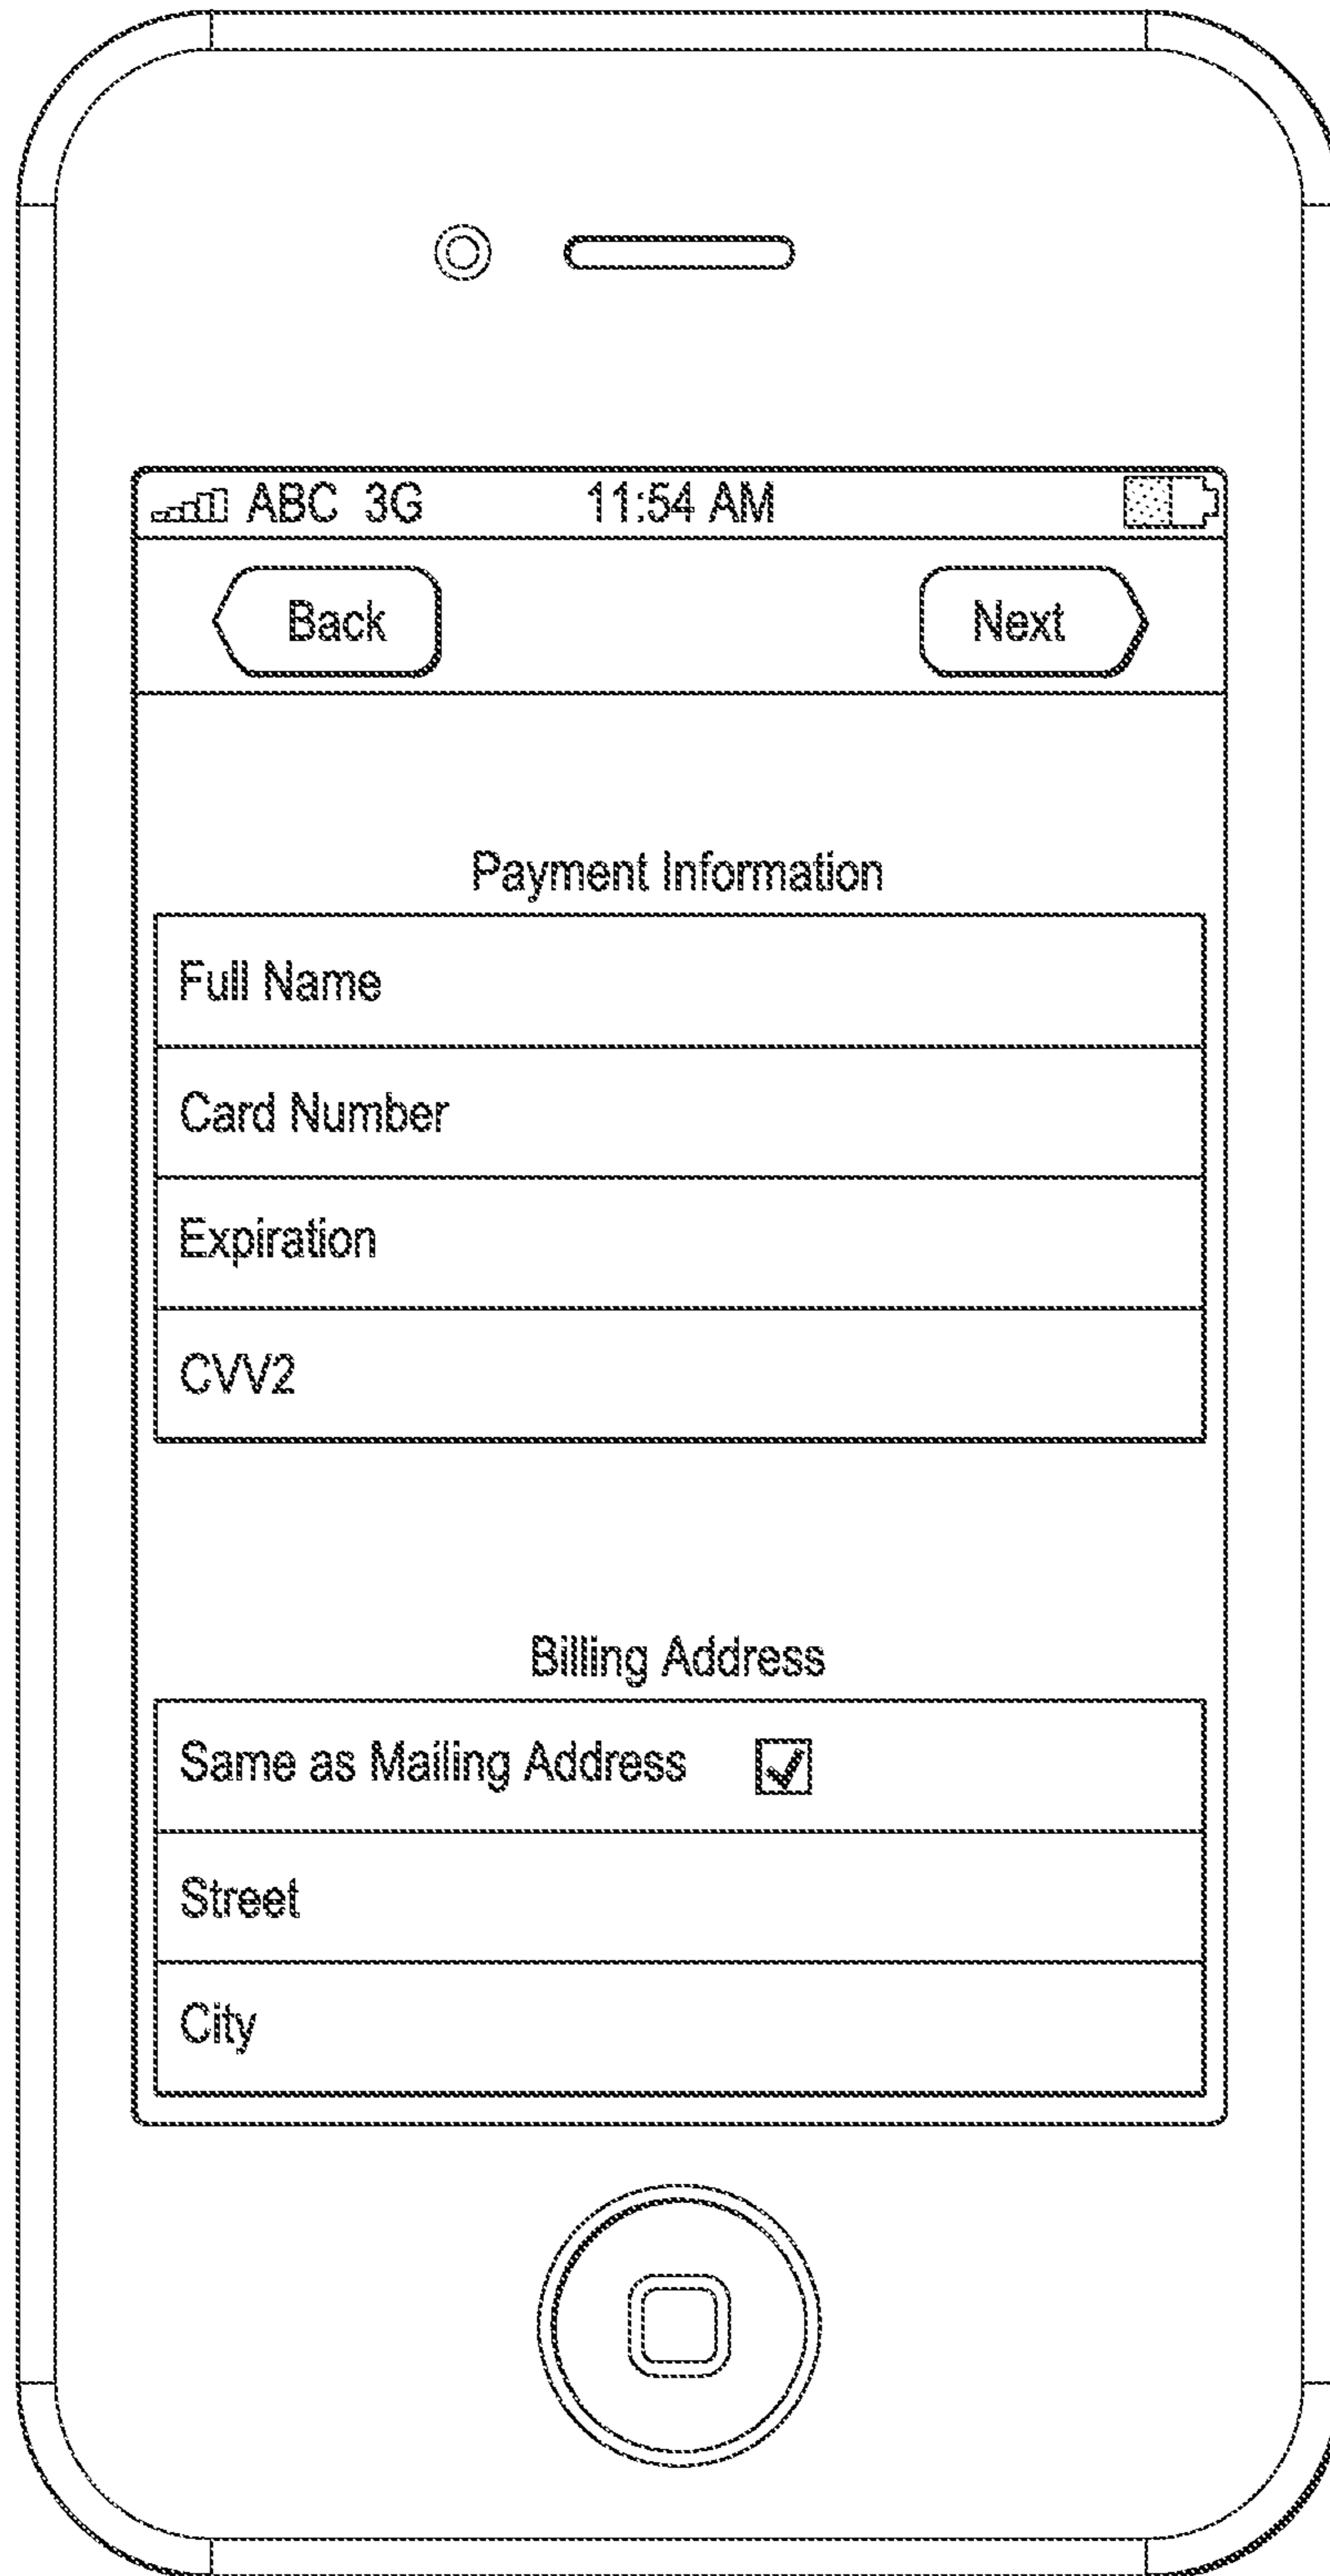 ABC 3G 11:54 AM
Back Next
Payment Information
Full Name
Card Number
Expiration
CVV2
Billing Address
Same as Mailing Address
Street
City